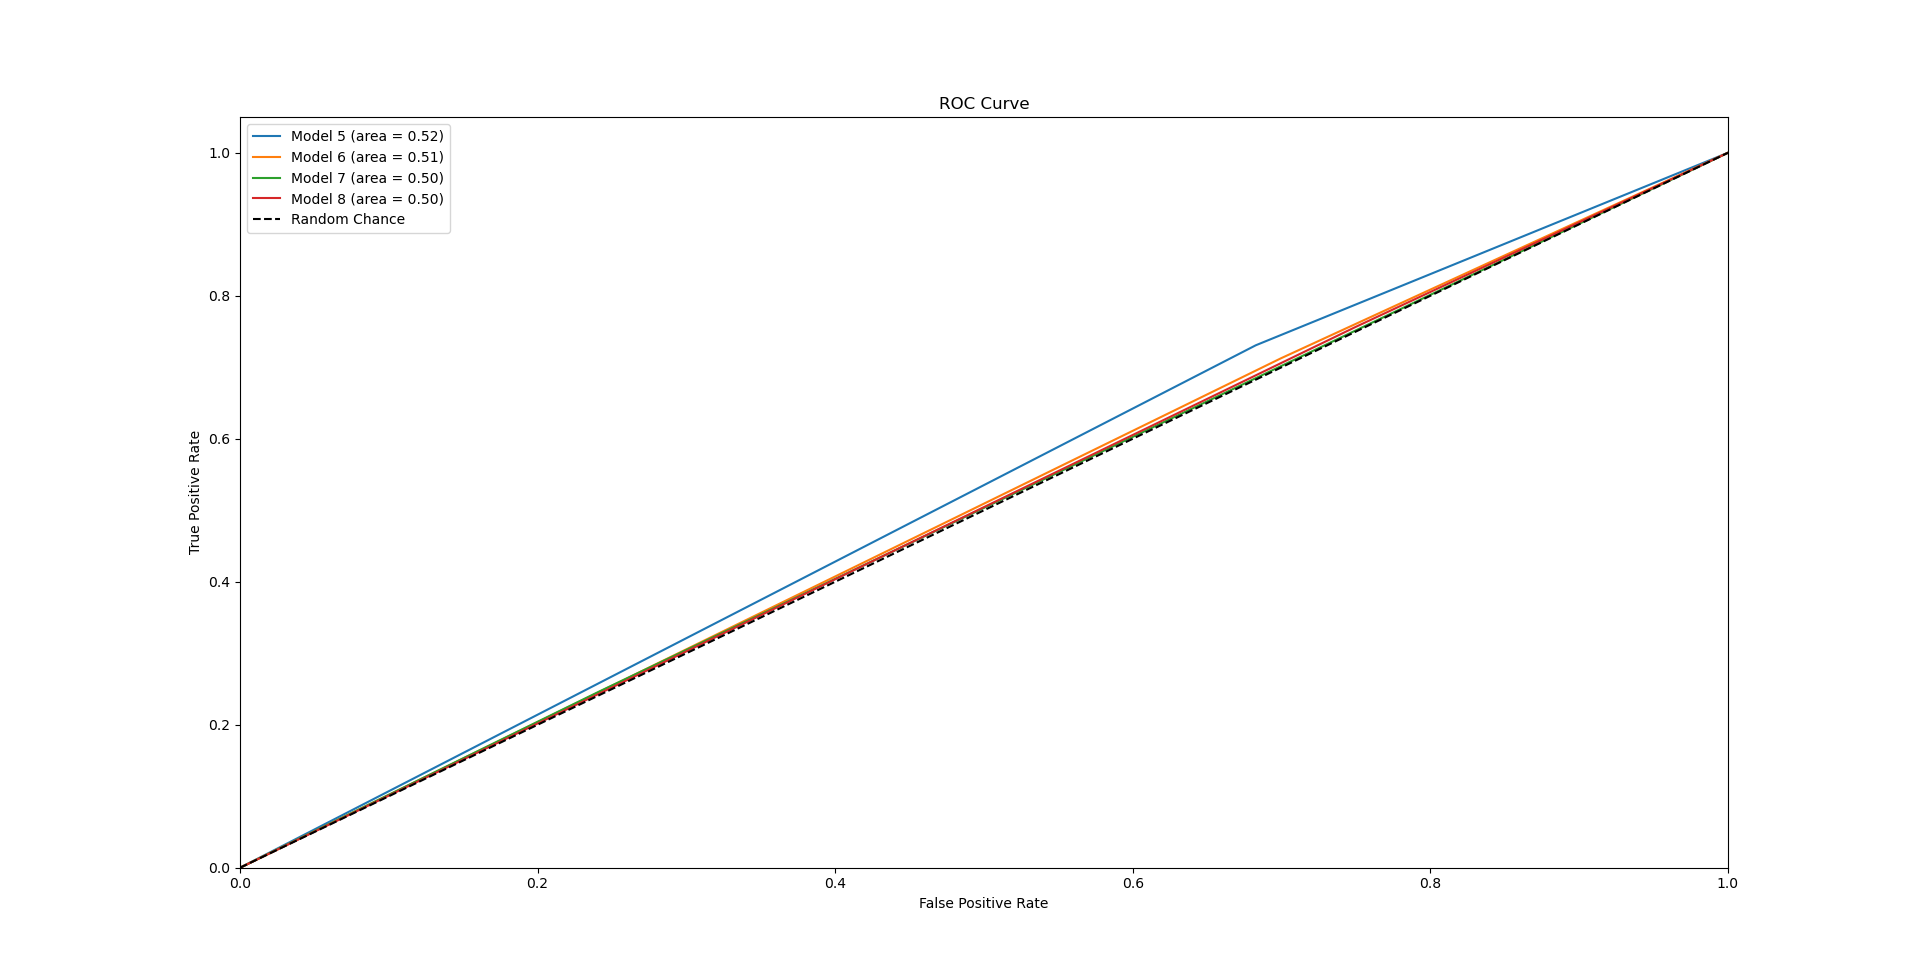 ROC Curve
Model 5 (area = 0.52)
Model 6 (area = 0.51)
Model 7 (area = 0.50)
Model 8 (area = 0.50)
Random Chance
True Positive Rate
1.0
0.8
0.6
0.4
0.2
0.0
0.0 0.2 0.4 0.6 0.8 1.0
False Positive Rate